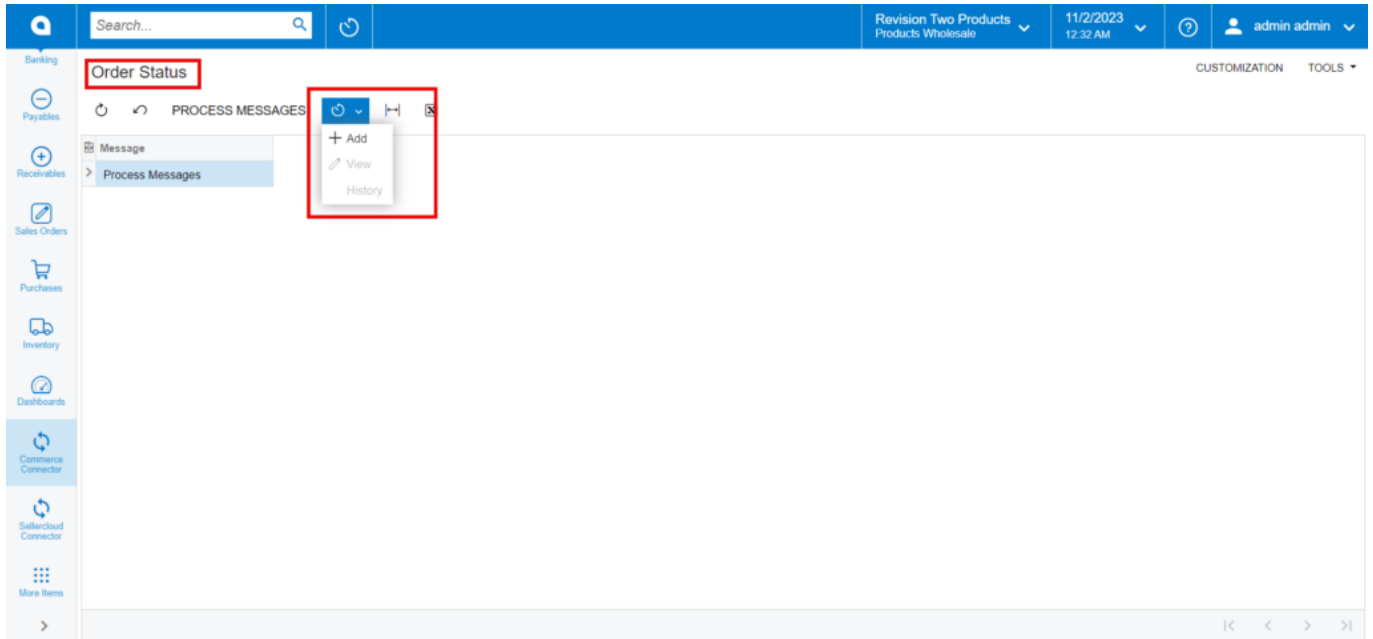 Search...
Revision Two Products
Products Wholesale
11/2/2023
12:32 AM
admin admin
Banking
Payables
Receivables
Sales Orders
Purchases
Inventory
Dashboards
Commerce
Connector
Sellercloud
Connector
More Items
Order Status
CUSTOMIZATION TOOLS
PROCESS MESSAGES
Add
View
History
Message
Process Messages